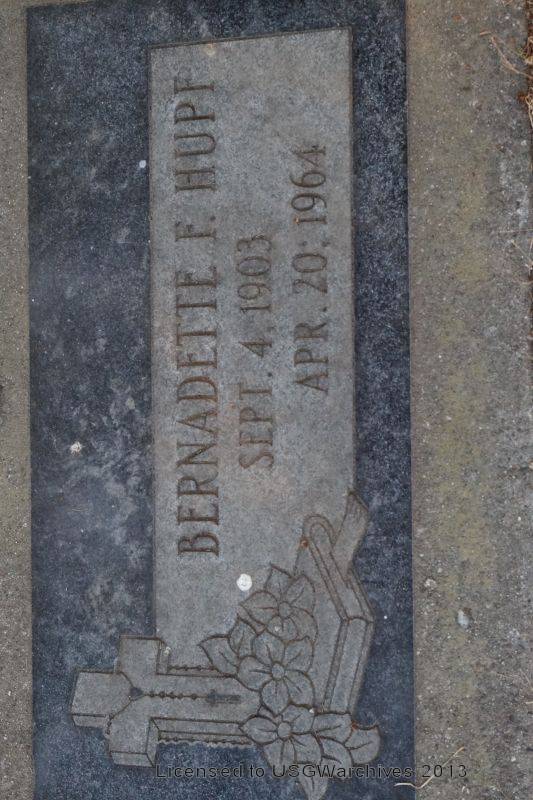 BERNADETTE F. HUPF
SEPT. 4, 1903
APR. 20, 1964
Licensed to USGWarchives 2013